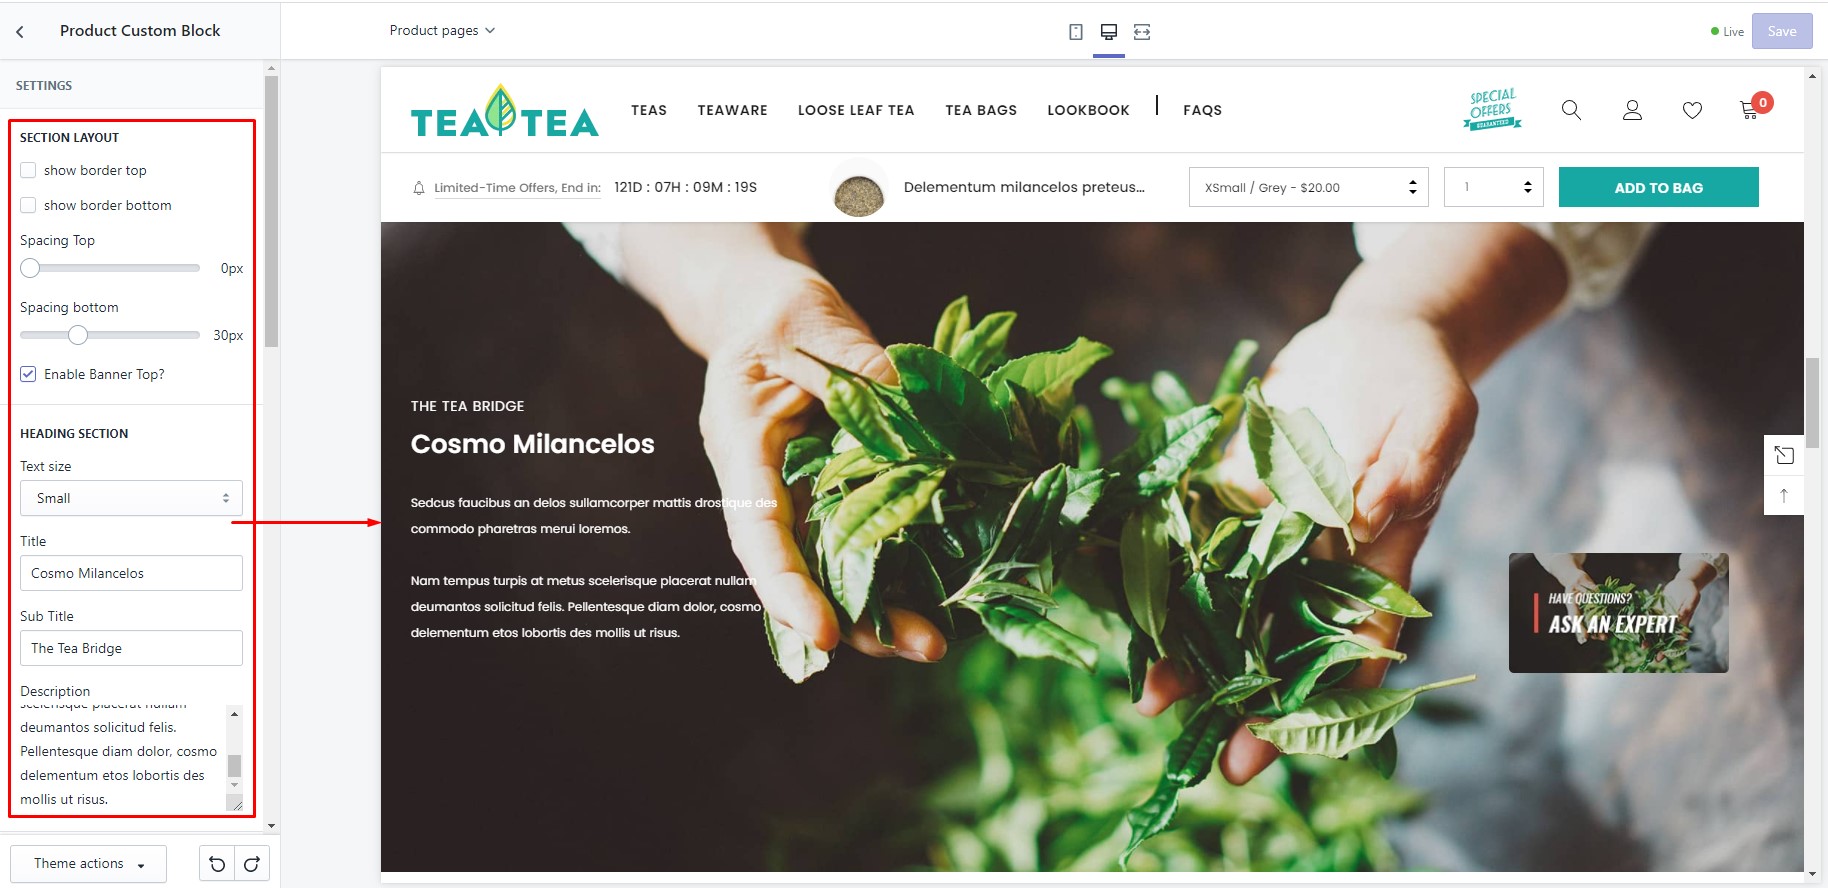 Product Custom Block
Product pages
Live
Save
SETTINGS
SECTION LAYOUT
show border top
show border bottom
Spacing Top
0px
Spacing bottom
30px
Enable Banner Top?
HEADING SECTION
Text size
Small
Title
Cosmo Milancelos
Sub Title
The Tea Bridge
Description
scelerisque placerat nullam
deumantos solicitud felis.
Pellentesque diam dolor, cosmo
delementum etos lobortis des
mollis ut risus.
Theme actions
TEA TEA
TEAS
TEAWARE
LOOSE LEAF TEA
TEA BAGS
LOOKBOOK
FAQS
SPECIAL
OFFERS
GUARANTEED
0
Limited-Time Offers, End in:
121D : 07H : 09M : 19S
Delementum milancelos preteus...
XSmall / Grey - $20.00
1
ADD TO BAG
THE TEA BRIDGE
Cosmo Milancelos
Sedcus faucibus an delos sullamcorper mattis drostique des
commodo pharetras merui loremos.
Nam tempus turpis at metus scelerisque placerat nullam
deumantos solicitud felis. Pellentesque diam dolor, cosmo
delementum etos lobortis des mollis ut risus.
HAVE QUESTIONS?
ASK AN EXPERT